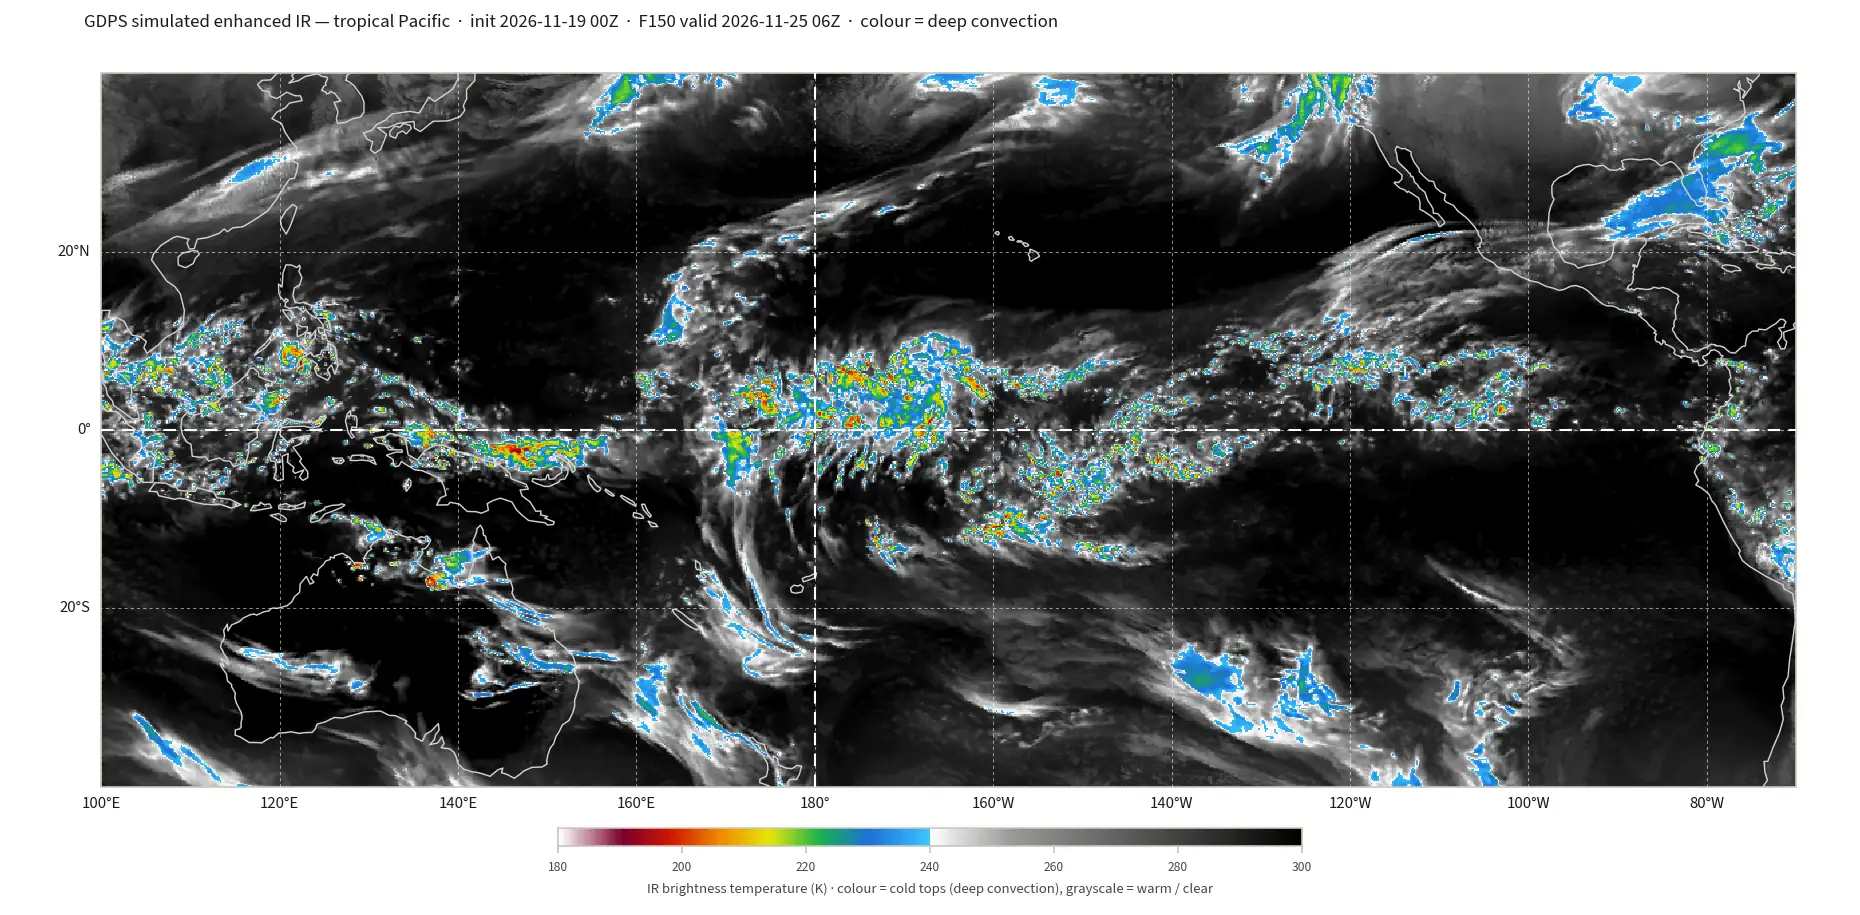 GDPS simulated enhanced IR — tropical Pacific · init 2026-11-19 00Z · F150 valid 2026-11-25 06Z · colour = deep convection
20°N
0°
20°S
100°E 120°E 140°E 160°E 180° 160°W 140°W 120°W 100°W 80°W
180 200 220 240 260 280 300
IR brightness temperature (K) · colour = cold tops (deep convection), grayscale = warm / clear